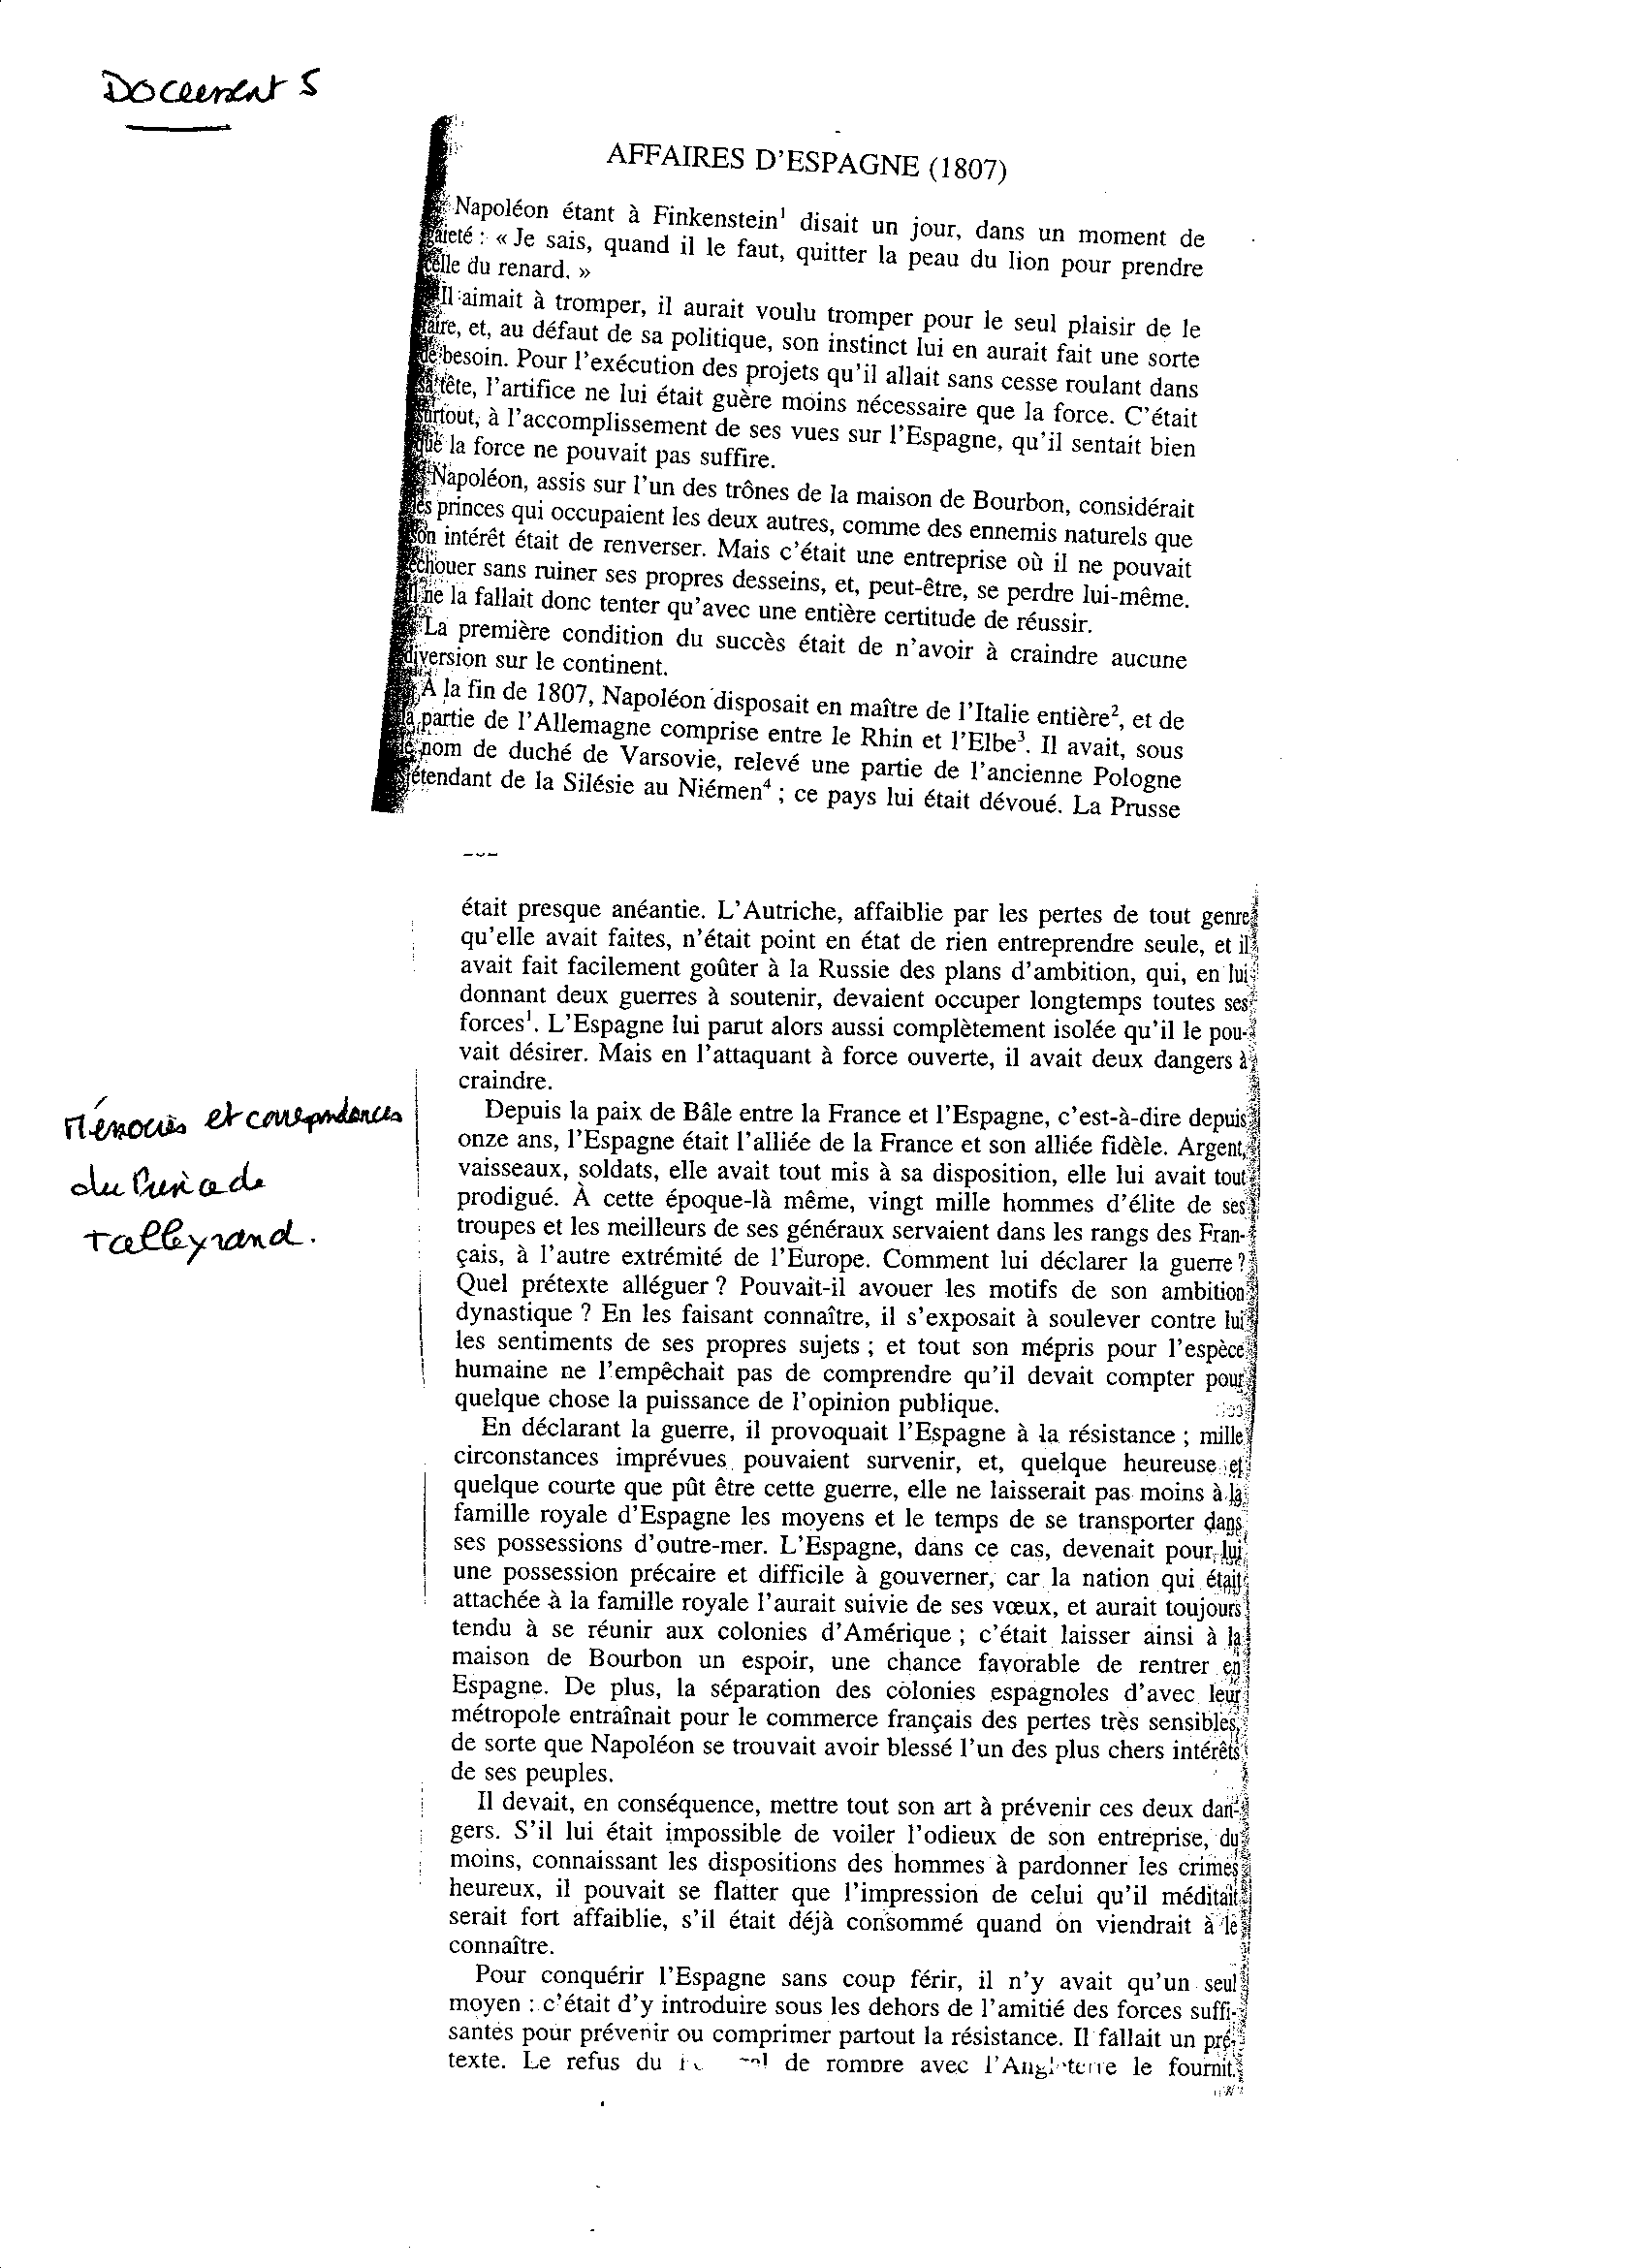 Document 5
AFFAIRES D'ESPAGNE (1807)
Napoléon étant à Finkenstein¹ disait un jour, dans un moment de
gaieté : « Je sais, quand il le faut, quitter la peau du lion pour prendre
celle du renard. »
Il aimait à tromper, il aurait voulu tromper pour le seul plaisir de le
faire, et, au défaut de sa politique, son instinct lui en aurait fait une sorte
de besoin. Pour l'exécution des projets qu'il allait sans cesse roulant dans
sa tête, l'artifice ne lui était guère moins nécessaire que la force. C'était
surtout, à l'accomplissement de ses vues sur l'Espagne, qu'il sentait bien
que la force ne pouvait pas suffire.
Napoléon, assis sur l'un des trônes de la maison de Bourbon, considérait
les princes qui occupaient les deux autres, comme des ennemis naturels que
son intérêt était de renverser. Mais c'était une entreprise où il ne pouvait
échouer sans ruiner ses propres desseins, et, peut-être, se perdre lui-même.
Il ne la fallait donc tenter qu'avec une entière certitude de réussir.
La première condition du succès était de n'avoir à craindre aucune
diversion sur le continent.
À la fin de 1807, Napoléon disposait en maître de l'Italie entière², et de
la partie de l'Allemagne comprise entre le Rhin et l'Elbe³. Il avait, sous
le nom de duché de Varsovie, relevé une partie de l'ancienne Pologne
s'étendant de la Silésie au Niémen⁴ ; ce pays lui était dévoué. La Prusse
était presque anéantie. L'Autriche, affaiblie par les pertes de tout genre
qu'elle avait faites, n'était point en état de rien entreprendre seule, et il
avait fait facilement goûter à la Russie des plans d'ambition, qui, en lui
donnant deux guerres à soutenir, devaient occuper longtemps toutes ses
forces¹. L'Espagne lui parut alors aussi complètement isolée qu'il le pou-
vait désirer. Mais en l'attaquant à force ouverte, il avait deux dangers à
craindre.
Depuis la paix de Bâle entre la France et l'Espagne, c'est-à-dire depuis
onze ans, l'Espagne était l'alliée de la France et son alliée fidèle. Argent,
vaisseaux, soldats, elle avait tout mis à sa disposition, elle lui avait tout
prodigué. À cette époque-là même, vingt mille hommes d'élite de ses
troupes et les meilleurs de ses généraux servaient dans les rangs des Fran-
çais, à l'autre extrémité de l'Europe. Comment lui déclarer la guerre ?
Quel prétexte alléguer ? Pouvait-il avouer les motifs de son ambition
dynastique ? En les faisant connaître, il s'exposait à soulever contre lui
les sentiments de ses propres sujets ; et tout son mépris pour l'espèce
humaine ne l'empêchait pas de comprendre qu'il devait compter pour
quelque chose la puissance de l'opinion publique.
En déclarant la guerre, il provoquait l'Espagne à la résistance ; mille
circonstances imprévues pouvaient survenir, et, quelque heureuse et
quelque courte que pût être cette guerre, elle ne laisserait pas moins à la
famille royale d'Espagne les moyens et le temps de se transporter dans
ses possessions d'outre-mer. L'Espagne, dans ce cas, devenait pour lui
une possession précaire et difficile à gouverner, car la nation qui était
attachée à la famille royale l'aurait suivie de ses vœux, et aurait toujours
tendu à se réunir aux colonies d'Amérique ; c'était laisser ainsi à la
maison de Bourbon un espoir, une chance favorable de rentrer en
Espagne. De plus, la séparation des colonies espagnoles d'avec leur
métropole entraînait pour le commerce français des pertes très sensibles,
de sorte que Napoléon se trouvait avoir blessé l'un des plus chers intérêts
de ses peuples.
Il devait, en conséquence, mettre tout son art à prévenir ces deux dan-
gers. S'il lui était impossible de voiler l'odieux de son entreprise, du
moins, connaissant les dispositions des hommes à pardonner les crimes
heureux, il pouvait se flatter que l'impression de celui qu'il méditait
serait fort affaiblie, s'il était déjà consommé quand on viendrait à le
connaître.
Pour conquérir l'Espagne sans coup férir, il n'y avait qu'un seul
moyen : c'était d'y introduire sous les dehors de l'amitié des forces suffi-
santes pour prévenir ou comprimer partout la résistance. Il fallait un pré-
texte. Le refus du de rompre avec l'Angleterre le fournit.
Mémoires et correspondances
du Prince de
Talleyrand.